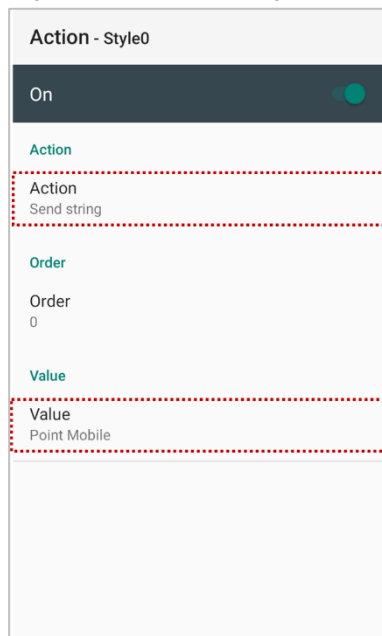 Action - Style0
On
Action
Action
Send string
Order
Order
0
Value
Value
Point Mobile